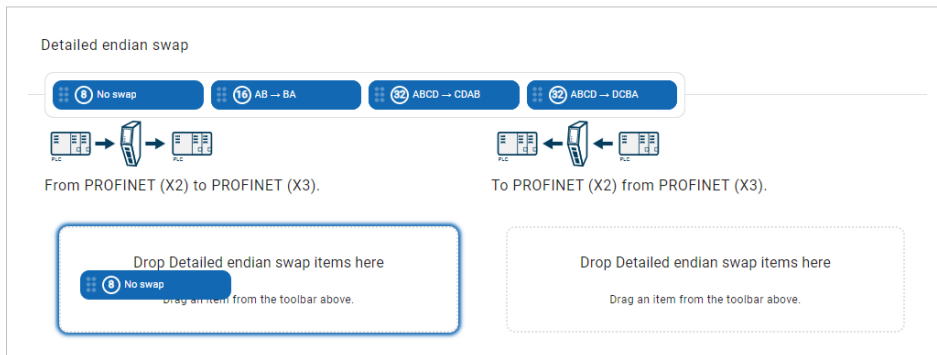 Detailed endian swap
8 No swap
16 AB → BA
32 ABCD → CDAB
32 ABCD → DCBA
PLC
PLC
PLC
PLC
From PROFINET (X2) to PROFINET (X3).
To PROFINET (X2) from PROFINET (X3).
Drop Detailed endian swap items here
8 No swap
Drag an item from the toolbar above.
Drop Detailed endian swap items here
Drag an item from the toolbar above.